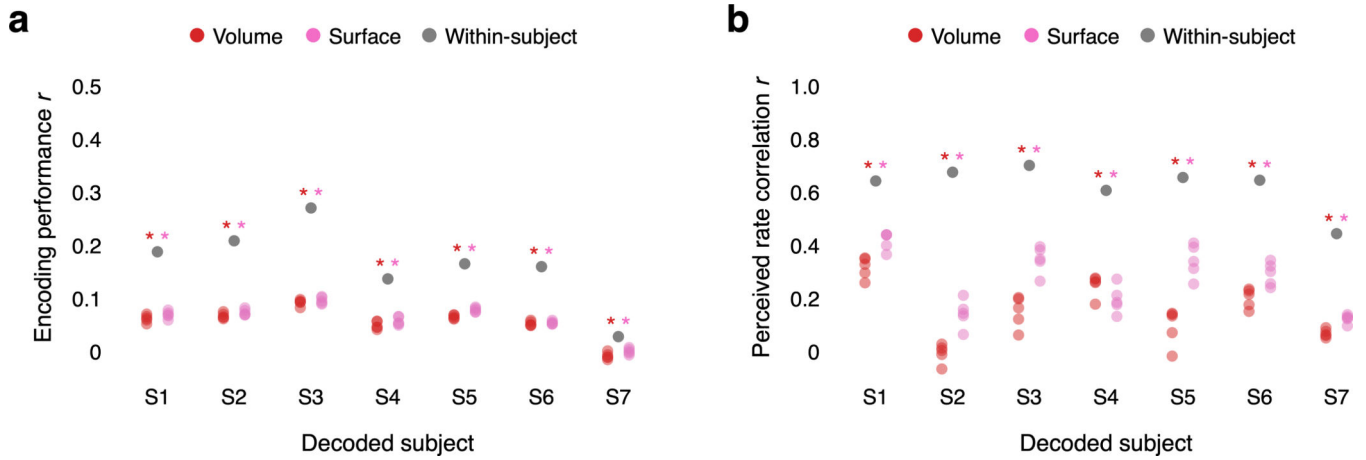 a
Volume Surface Within-subject
Encoding performance r
0.5
0.4
0.3
0.2
0.1
0
* * * * * * * * * * * * * *
S1 S2 S3 S4 S5 S6 S7
Decoded subject
b
Volume Surface Within-subject
Perceived rate correlation r
1.0
0.8
0.6
0.4
0.2
0
* * * * * * * * * * * * * *
S1 S2 S3 S4 S5 S6 S7
Decoded subject